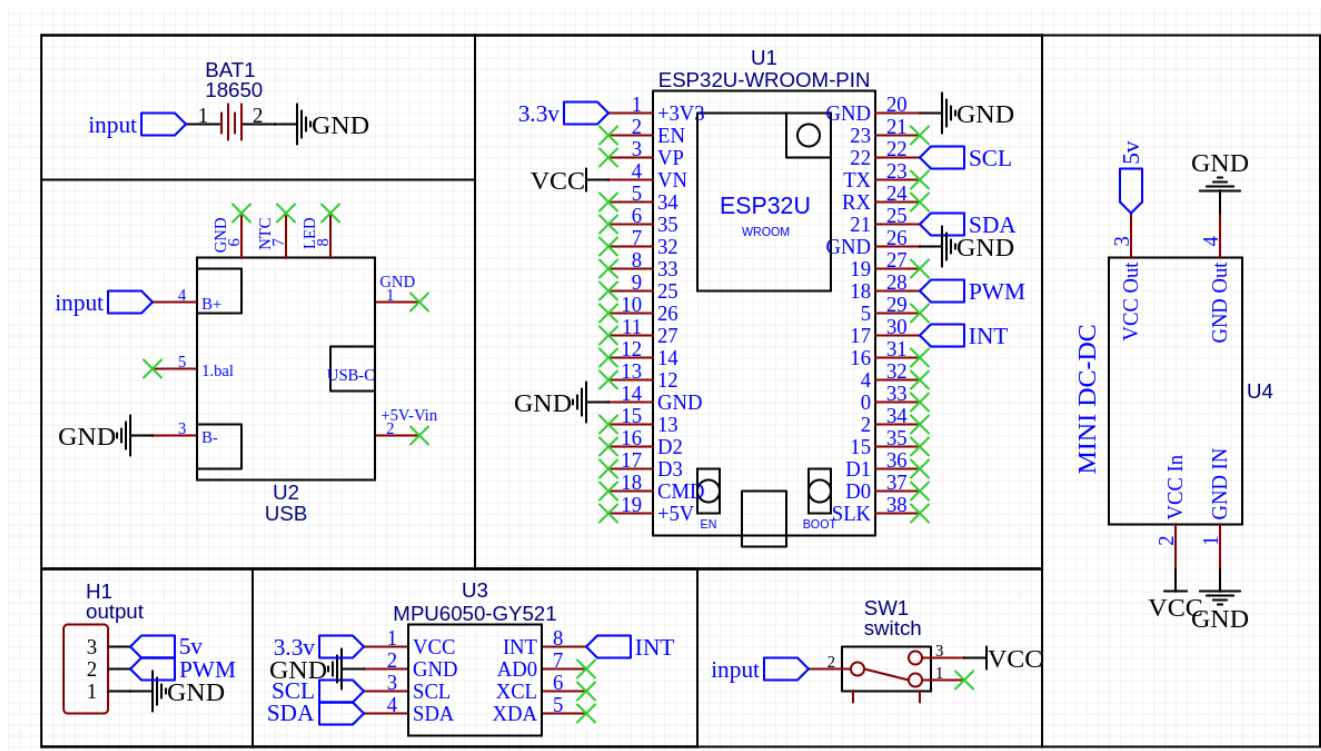 BAT1
18650
input 1 2 GND
GND 6
NTC 7
LED 8
input 4 B+
GND 1
5 1.bal
USB-C
GND 3 B-
+5V-Vin 2
U2
USB
U1
ESP32U-WROOM-PIN
3.3v 1 +3V3 GND 20 GND
2 EN 23 21
3 VP 22 22 SCL
VCC 4 VN TX 23
5 34 RX 24
6 35 21 25 SDA
7 32 GND 26 GND
8 33 19 27
9 25 18 28 PWM
10 26 5 29
11 27 17 30 INT
12 14 16 31
13 12 4 32
GND 14 GND 0 33
15 13 2 34
16 D2 15 35
17 D3 D1 36
18 CMD D0 37
19 +5V SLK 38
ESP32U
WROOM
EN BOOT
5v GND
3 4
VCC Out GND Out
MINI DC-DC
U4
VCC In GND IN
2 1
VCC GND
H1
output
3 5v
2 PWM
1 GND
U3
MPU6050-GY521
3.3v 1 VCC INT 8 INT
GND 2 GND AD0 7
SCL 3 SCL XCL 6
SDA 4 SDA XDA 5
SW1
switch
input 2 3 VCC
1